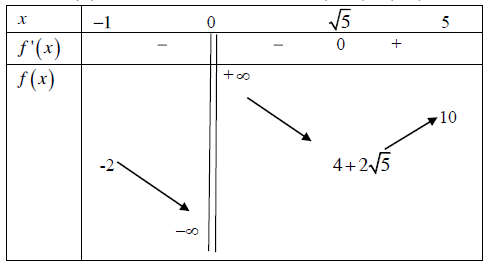 x −1 0 √5 5
f'(x) − − 0 +
f(x) +∞
10
-2 4+2√5
−∞